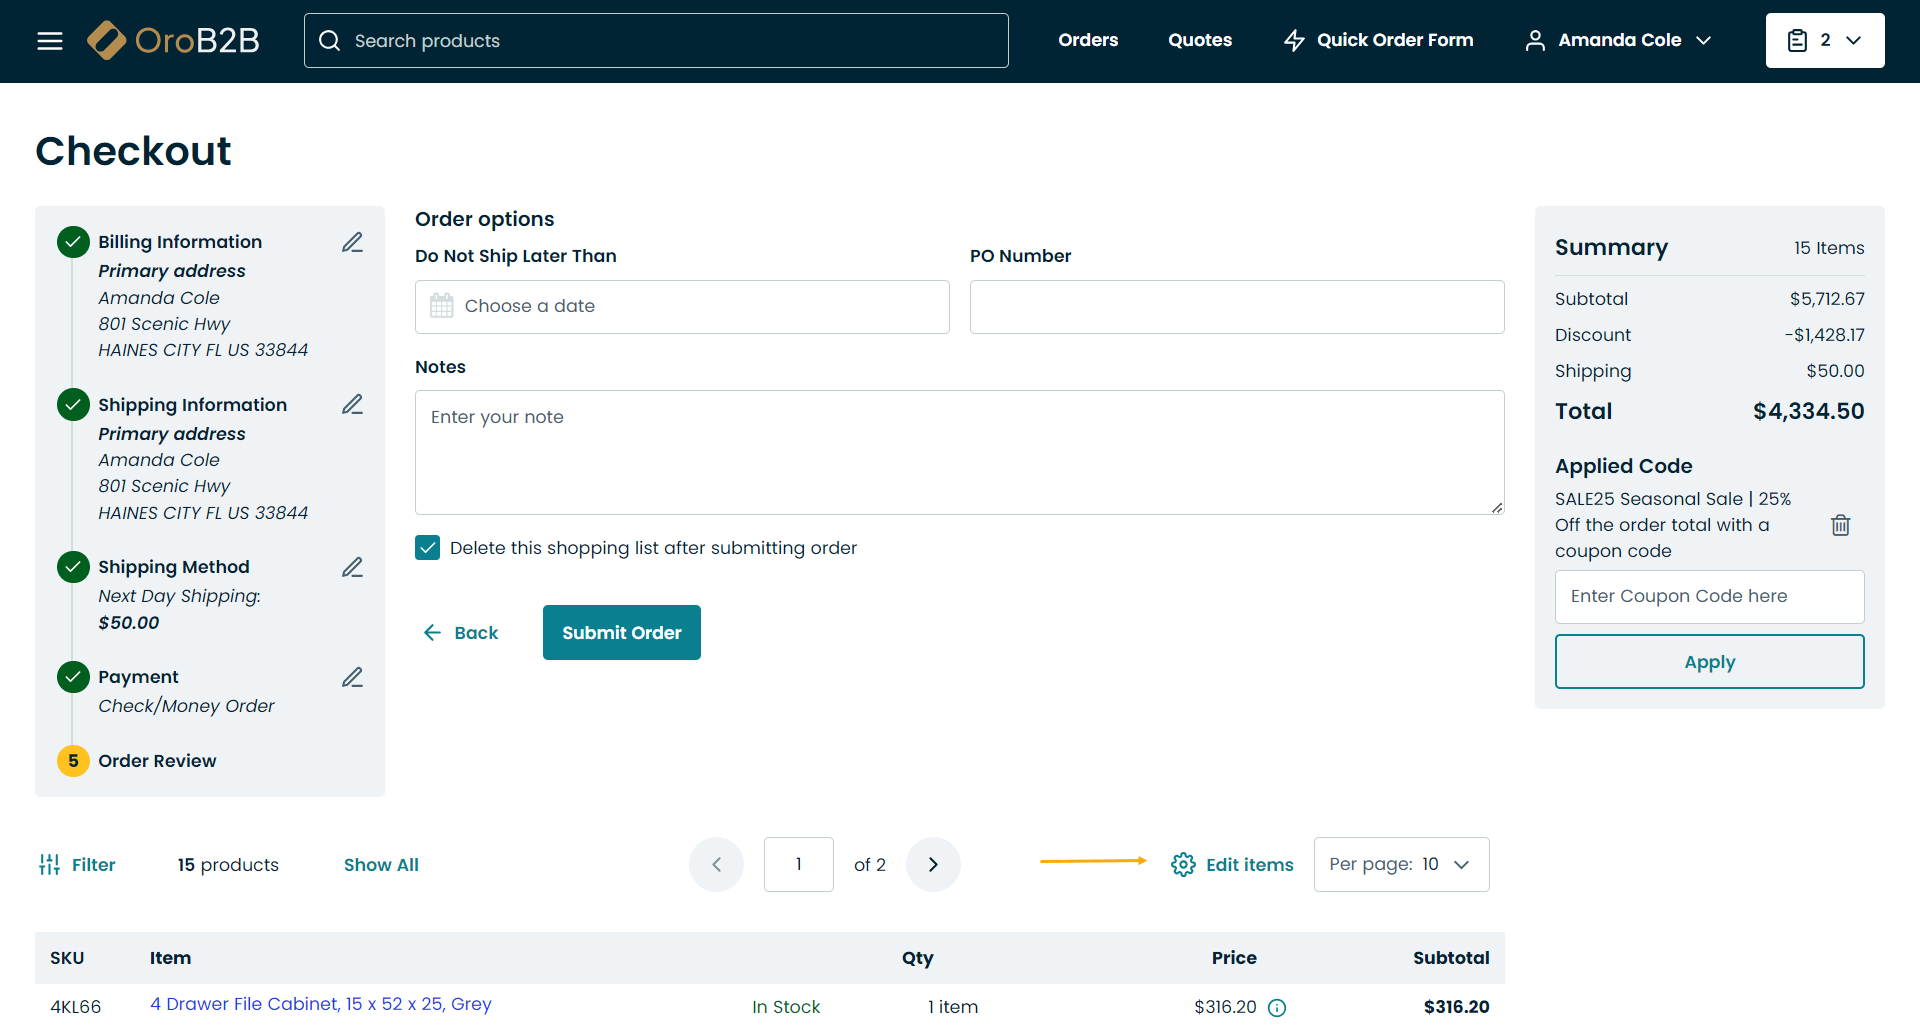 OroB2B
Search products
Orders
Quotes
Quick Order Form
Amanda Cole
2
Checkout
Billing Information
Primary address
Amanda Cole
801 Scenic Hwy
HAINES CITY FL US 33844
Shipping Information
Primary address
Amanda Cole
801 Scenic Hwy
HAINES CITY FL US 33844
Shipping Method
Next Day Shipping:
$50.00
Payment
Check/Money Order
5 Order Review
Order options
Do Not Ship Later Than
Choose a date
PO Number
Notes
Enter your note
Delete this shopping list after submitting order
Back
Submit Order
Summary 15 Items
Subtotal $5,712.67
Discount -$1,428.17
Shipping $50.00
Total $4,334.50
Applied Code
SALE25 Seasonal Sale | 25%
Off the order total with a
coupon code
Enter Coupon Code here
Apply
Filter 15 products Show All 1 of 2 Edit items Per page: 10
SKU Item Qty Price Subtotal
4KL66 4 Drawer File Cabinet, 15 x 52 x 25, Grey In Stock 1 item $316.20 $316.20